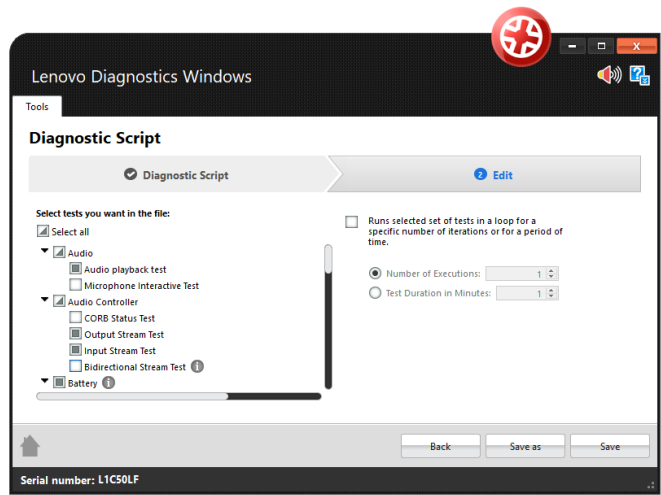 Lenovo Diagnostics Windows
Tools
Diagnostic Script
Diagnostic Script
2 Edit
Select tests you want in the file:
Select all
Audio
Audio playback test
Microphone Interactive Test
Audio Controller
CORB Status Test
Output Stream Test
Input Stream Test
Bidirectional Stream Test
Battery
Runs selected set of tests in a loop for a
specific number of iterations or for a period of
time.
Number of Executions: 1
Test Duration in Minutes: 1
Back Save as Save
Serial number: L1C50LF